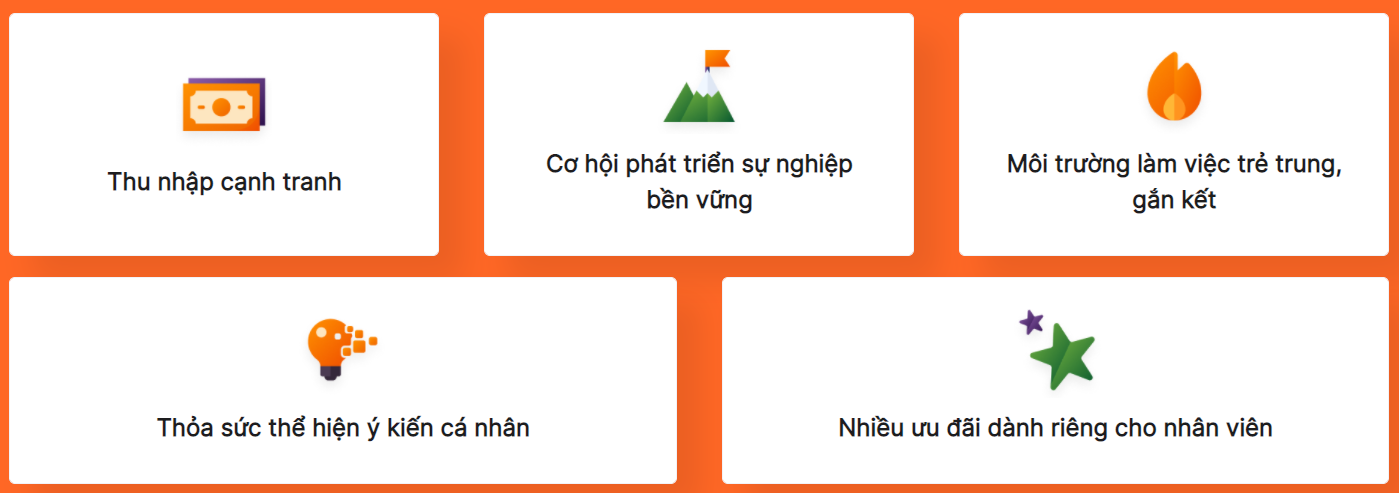 Thu nhập cạnh tranh
Cơ hội phát triển sự nghiệp
bền vững
Môi trường làm việc trẻ trung,
gắn kết
Thỏa sức thể hiện ý kiến cá nhân
Nhiều ưu đãi dành riêng cho nhân viên